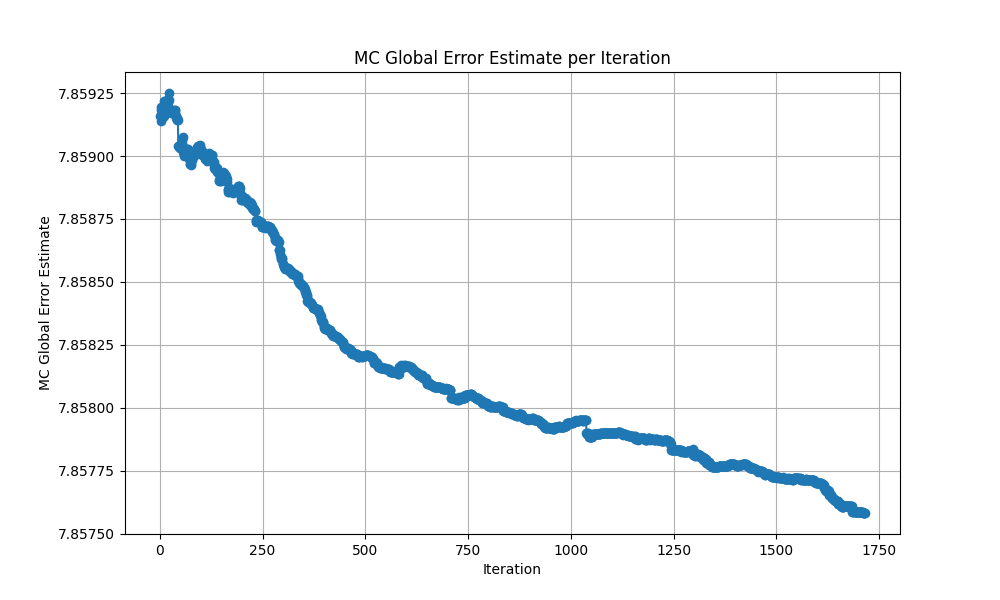 MC Global Error Estimate per Iteration
MC Global Error Estimate
7.85925
7.85900
7.85875
7.85850
7.85825
7.85800
7.85775
7.85750
0 250 500 750 1000 1250 1500 1750
Iteration